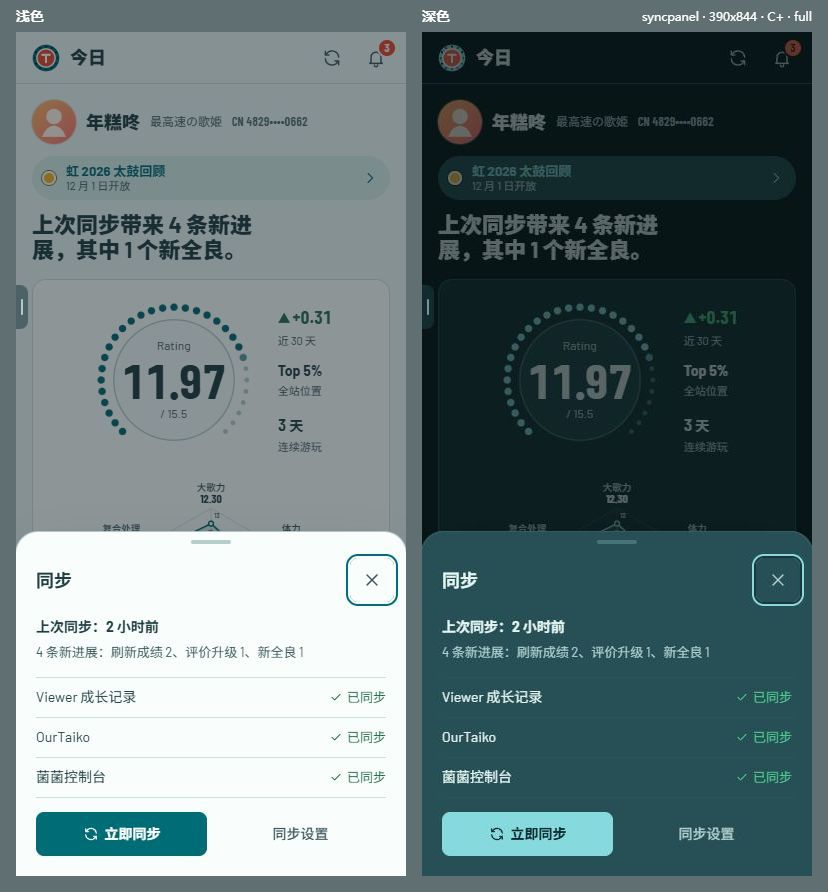 浅色
T 今日
3
年糕咚 最高速の歌姫 CN 4829••••0662
虹 2026 太鼓回顾
12 月 1 日开放
上次同步带来 4 条新进
展，其中 1 个新全良。
Rating
11.97
/ 15.5
▲+0.31
近 30 天
Top 5%
全站位置
3 天
连续游玩
大歌力
12.30
12
复合处理
体力
同步
上次同步：2 小时前
4 条新进展：刷新成绩 2、评价升级 1、新全良 1
Viewer 成长记录 已同步
OurTaiko 已同步
菌菌控制台 已同步
立即同步 同步设置
深色 syncpanel · 390x844 · C+ · full
T 今日
3
年糕咚 最高速の歌姫 CN 4829••••0662
虹 2026 太鼓回顾
12 月 1 日开放
上次同步带来 4 条新进
展，其中 1 个新全良。
Rating
11.97
/ 15.5
▲+0.31
近 30 天
Top 5%
全站位置
3 天
连续游玩
大歌力
12.30
12
复合处理
体力
同步
上次同步：2 小时前
4 条新进展：刷新成绩 2、评价升级 1、新全良 1
Viewer 成长记录 已同步
OurTaiko 已同步
菌菌控制台 已同步
立即同步 同步设置